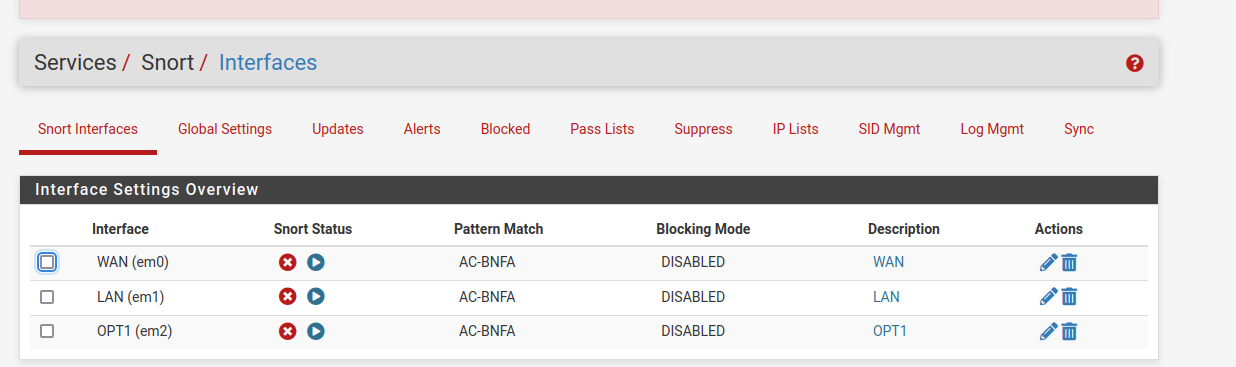 Services / Snort / Interfaces
Snort Interfaces Global Settings Updates Alerts Blocked Pass Lists Suppress IP Lists SID Mgmt Log Mgmt Sync
Interface Settings Overview
Interface Snort Status Pattern Match Blocking Mode Description Actions
WAN (em0) AC-BNFA DISABLED WAN
LAN (em1) AC-BNFA DISABLED LAN
OPT1 (em2) AC-BNFA DISABLED OPT1